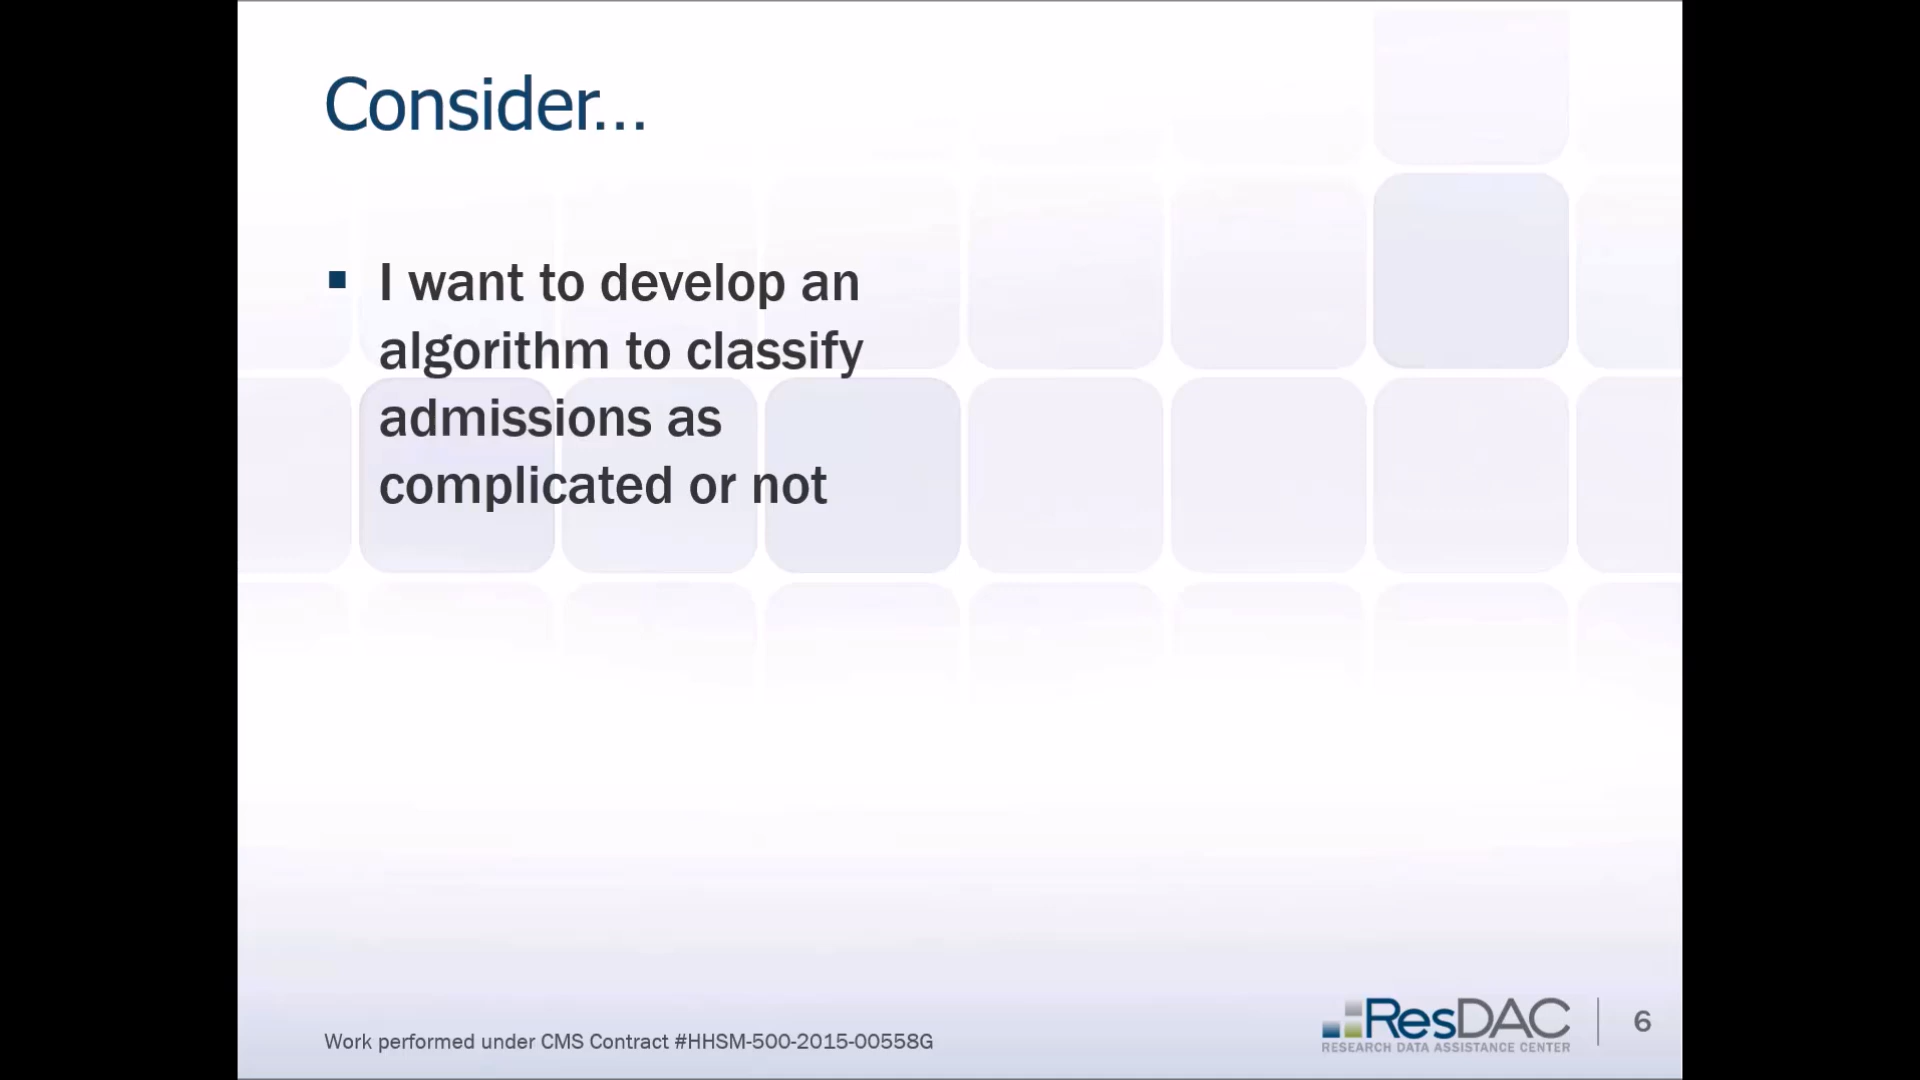 Consider...
▪ I want to develop an
algorithm to classify
admissions as
complicated or not
Work performed under CMS Contract #HHSM-500-2015-00558G
ResDAC
RESEARCH DATA ASSISTANCE CENTER
6